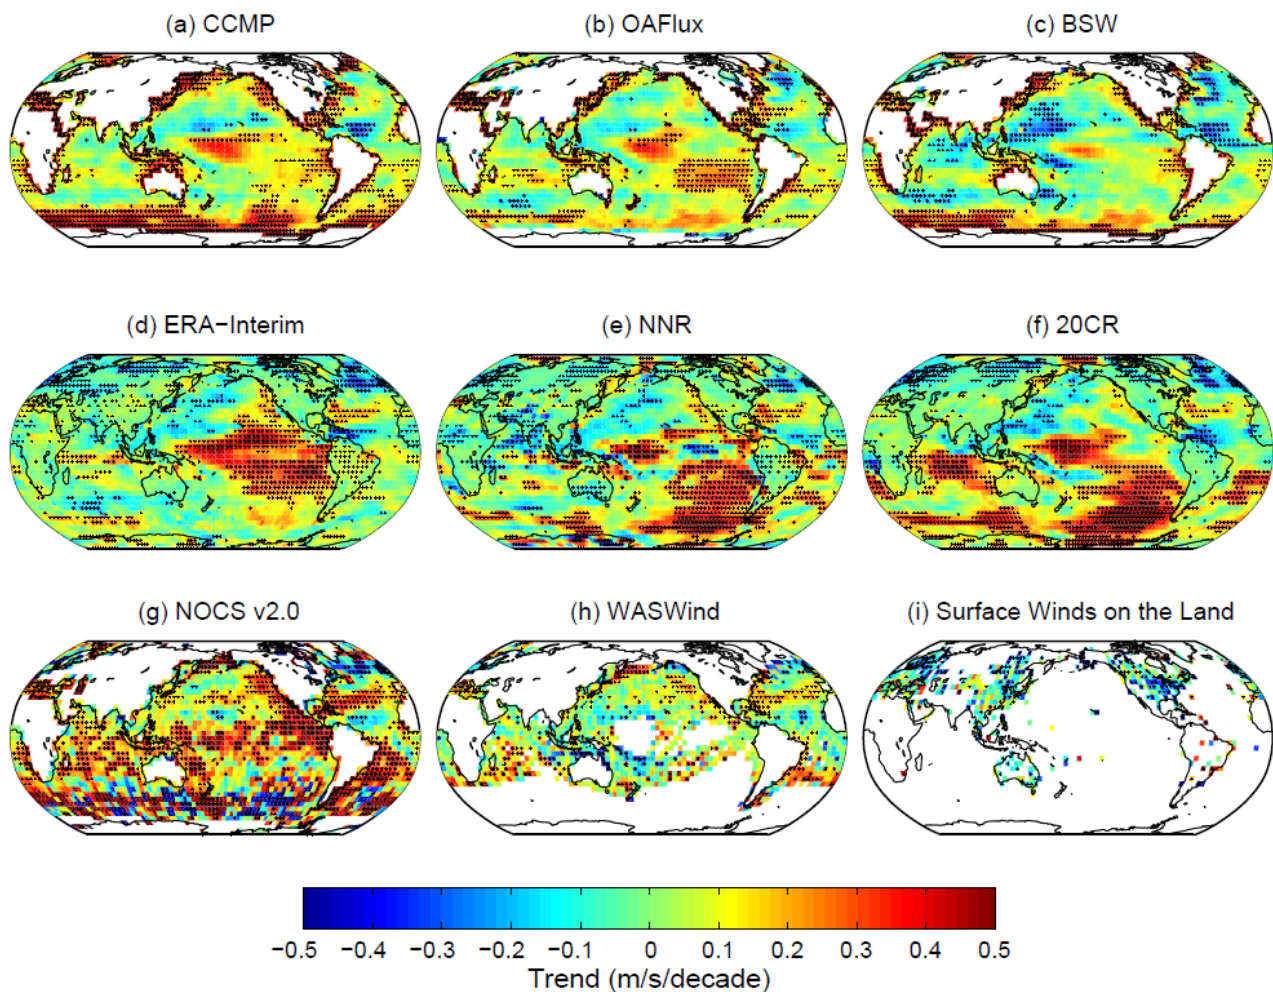 (a) CCMP
(b) OAFlux
(c) BSW
(d) ERA−Interim
(e) NNR
(f) 20CR
(g) NOCS v2.0
(h) WASWind
(i) Surface Winds on the Land
−0.5 −0.4 −0.3 −0.2 −0.1 0 0.1 0.2 0.3 0.4 0.5
Trend (m/s/decade)